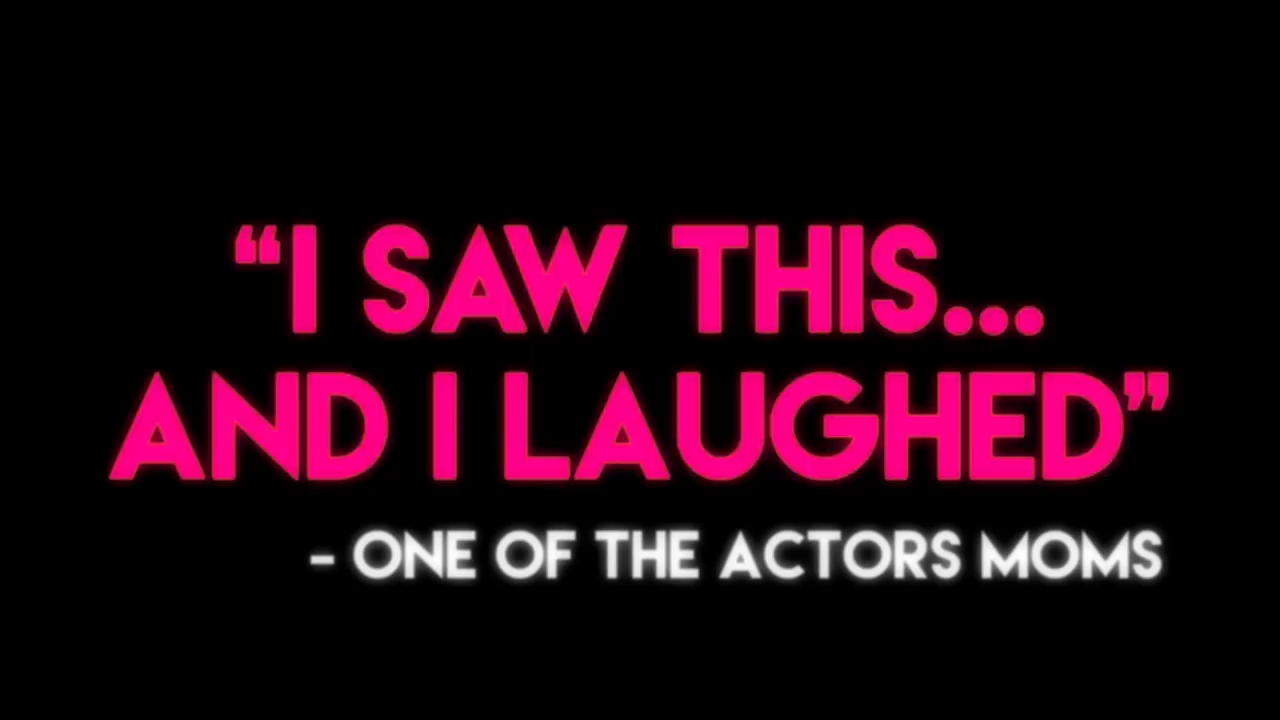 “I SAW THIS...
AND I LAUGHED”
- ONE OF THE ACTORS MOMS